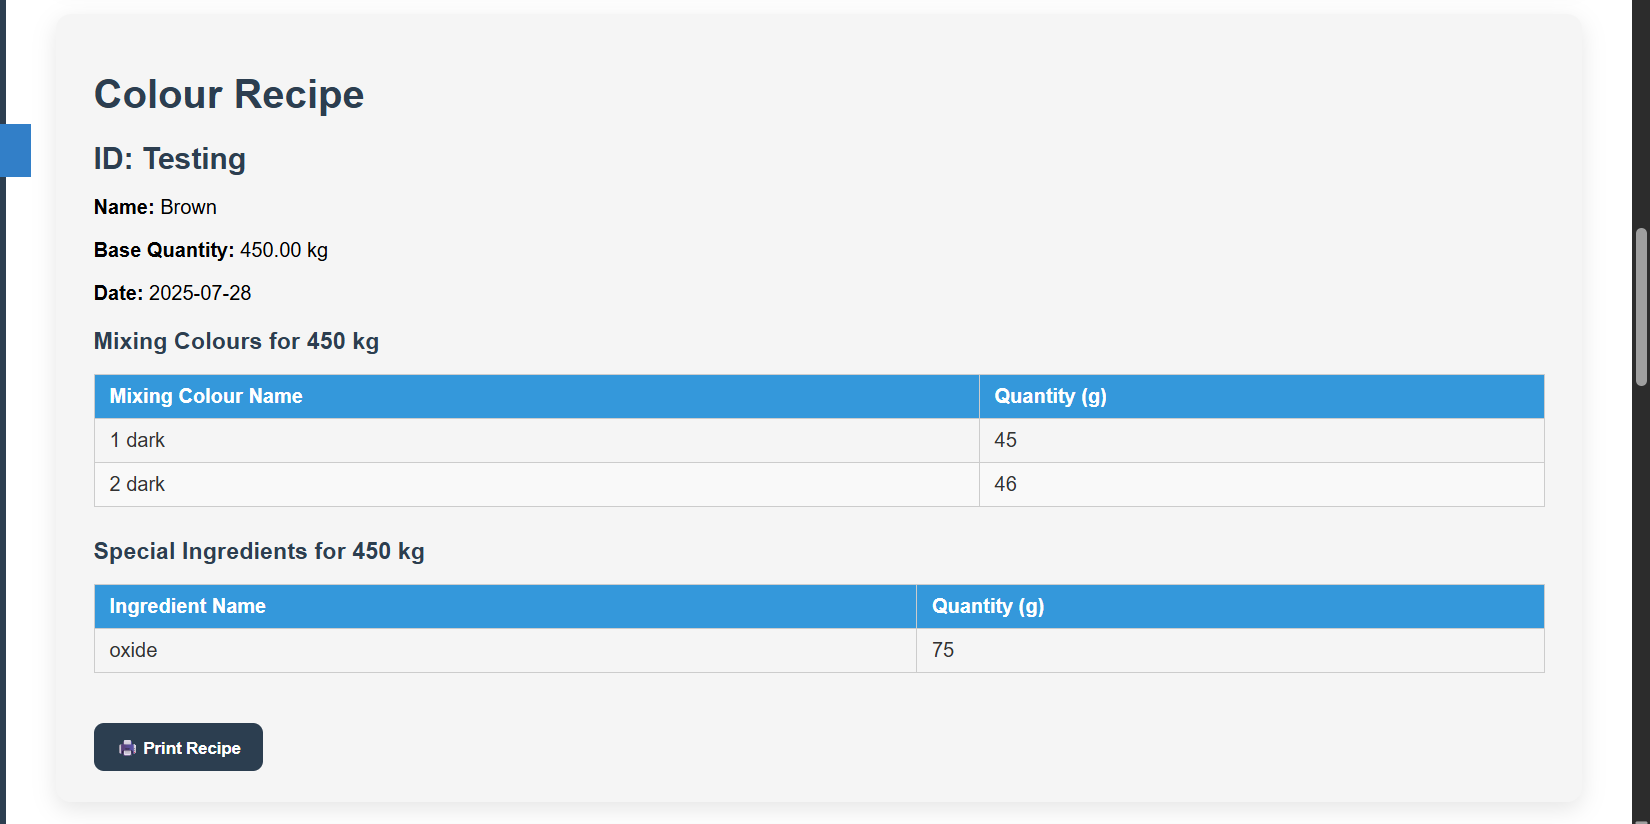 Colour Recipe
ID: Testing
Name: Brown
Base Quantity: 450.00 kg
Date: 2025-07-28
Mixing Colours for 450 kg
Mixing Colour Name Quantity (g)
1 dark 45
2 dark 46
Special Ingredients for 450 kg
Ingredient Name Quantity (g)
oxide 75
Print Recipe